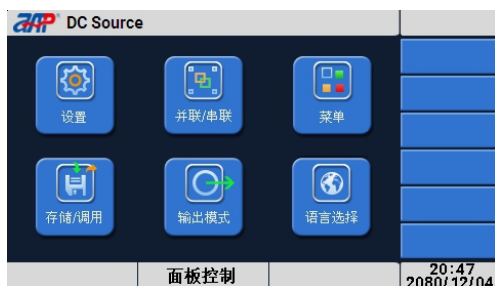 DC Source
设置
并联/串联
菜单
存储/调用
输出模式
语言选择
面板控制
20:47
2080/12/04